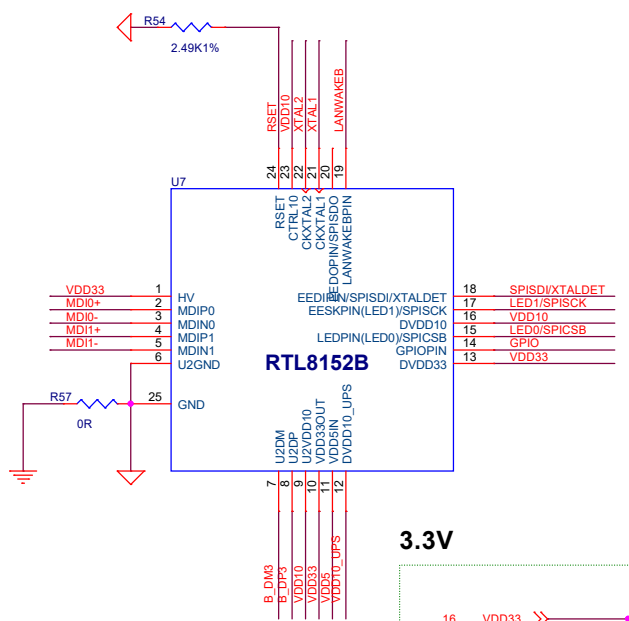 R54
2.49K1%
RSET
VDD10
XTAL2
XTAL1
LANWAKEB
24
23
22
21
20
19
U7
RSET
CTRL10
CKXTAL2
CKXTAL1
EEDOPIN/SPISDO
LANWAKEBPIN
VDD33 1 HV
MDI0+ 2 MDIP0
MDI0- 3 MDIN0
MDI1+ 4 MDIP1
MDI1- 5 MDIN1
6 U2GND
EEDIPIN/SPISDI/XTALDET 18 SPISDI/XTALDET
EESKPIN(LED1)/SPISCK 17 LED1/SPISCK
DVDD10 16 VDD10
LEDPIN(LED0)/SPICSB 15 LED0/SPICSB
GPIOPIN 14 GPIO
DVDD33 13 VDD33
RTL8152B
R57
0R
25 GND
U2DM
U2DP
U2VDD10
VDD33OUT
VDD5IN
DVDD10_UPS
7
8
9
10
11
12
B_DM3
B_DP3
VDD10
VDD33
VDD5
VDD10_UPS
3.3V
16 VDD33